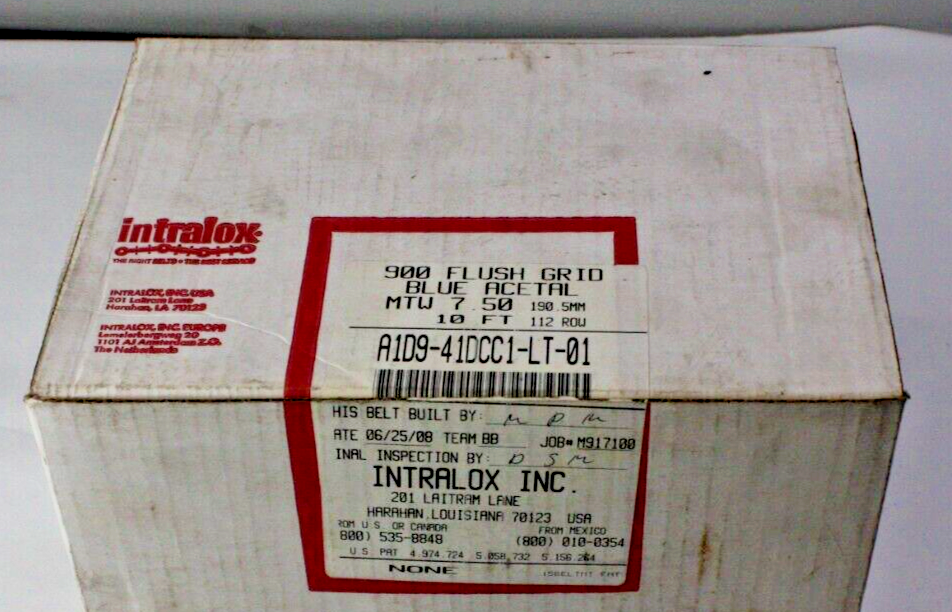 intralox
THE RIGHT BELTS • THE BEST SERVICE
INTRALOX, INC. USA
201 Laitram Lane
Harahan, LA 70123
INTRALOX, INC. EUROPE
Lemelerbergweg 20
1101 AJ Amsterdam Z.O.
The Netherlands
900 FLUSH GRID
BLUE ACETAL
MTW 7.50 190.5MM
10 FT 112 ROW
A1D9-41DCC1-LT-01
HIS BELT BUILT BY: M D M
ATE 06/25/08 TEAM BB JOB# M917100
INAL INSPECTION BY: D S M
INTRALOX INC.
201 LAITRAM LANE
HARAHAN, LOUISIANA 70123 USA
ROM U.S. OR CANADA FROM MEXICO
800) 535-8848 (800) 010-0354
U.S. PAT 4.974.724 5.058.732 5.156.264
NONE